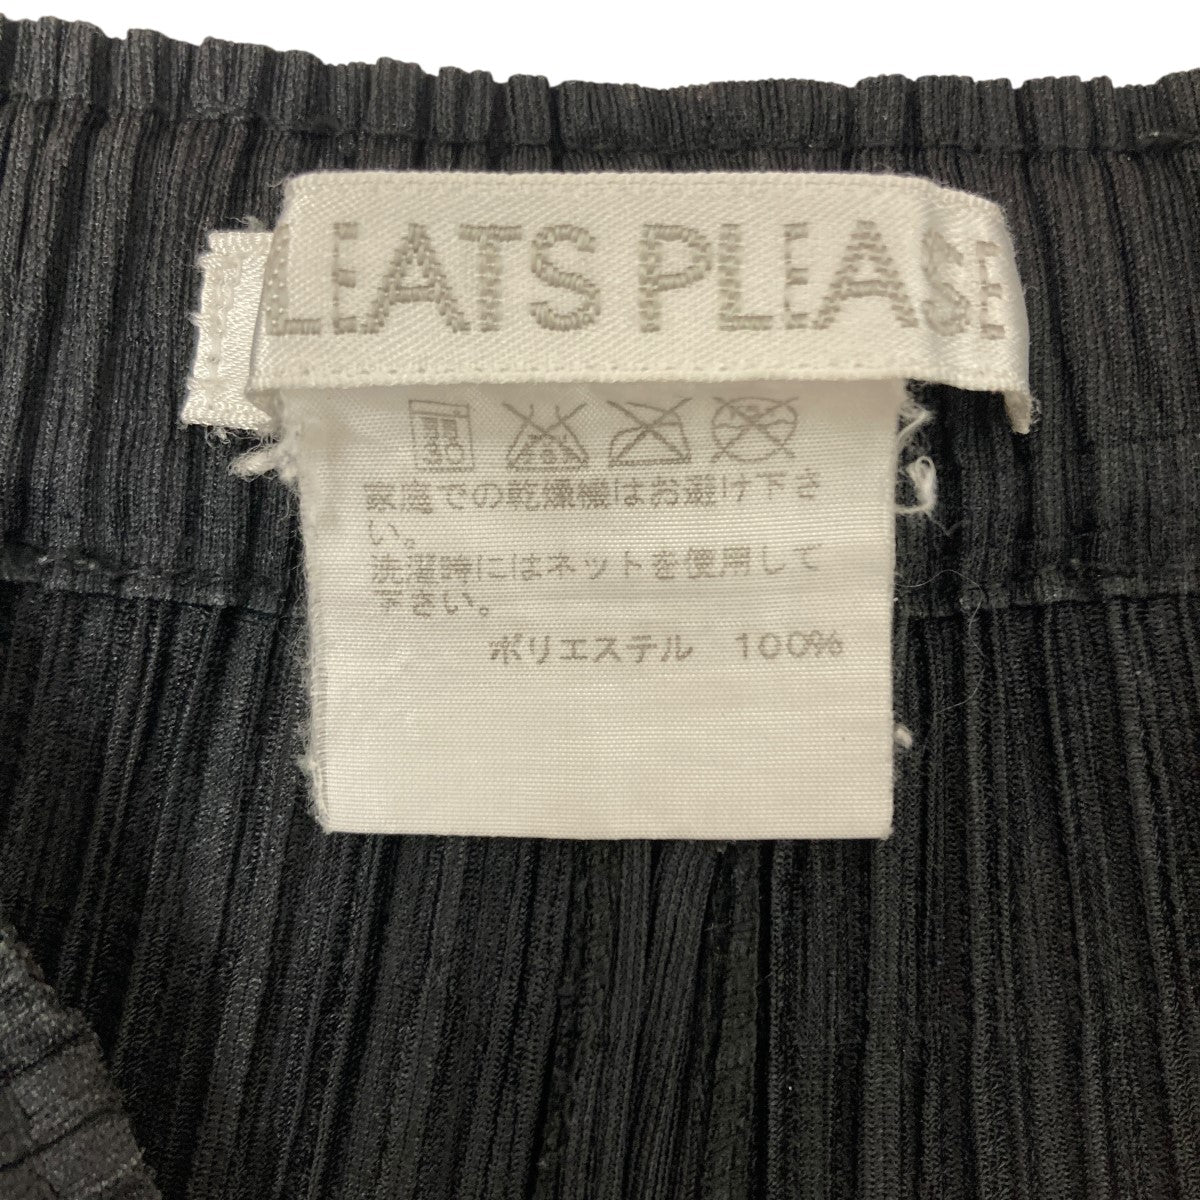 LEATS PLEASE
家庭での乾燥機はお避け下さ
い。
洗濯時にはネットを使用して
下さい。
ポリエステル 100%